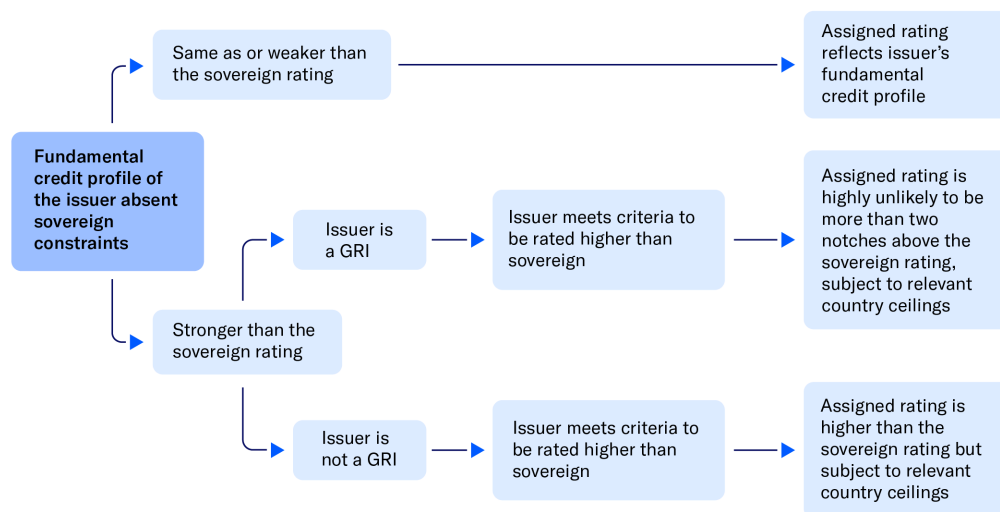 Same as or weaker than
the sovereign rating
Assigned rating
reflects issuer’s
fundamental
credit profile
Fundamental
credit profile of
the issuer absent
sovereign
constraints
Stronger than the
sovereign rating
Issuer is
a GRI
Issuer meets criteria to
be rated higher than
sovereign
Assigned rating is
highly unlikely to be
more than two
notches above the
sovereign rating,
subject to relevant
country ceilings
Issuer is
not a GRI
Issuer meets criteria to
be rated higher than
sovereign
Assigned rating is
higher than the
sovereign rating but
subject to relevant
country ceilings